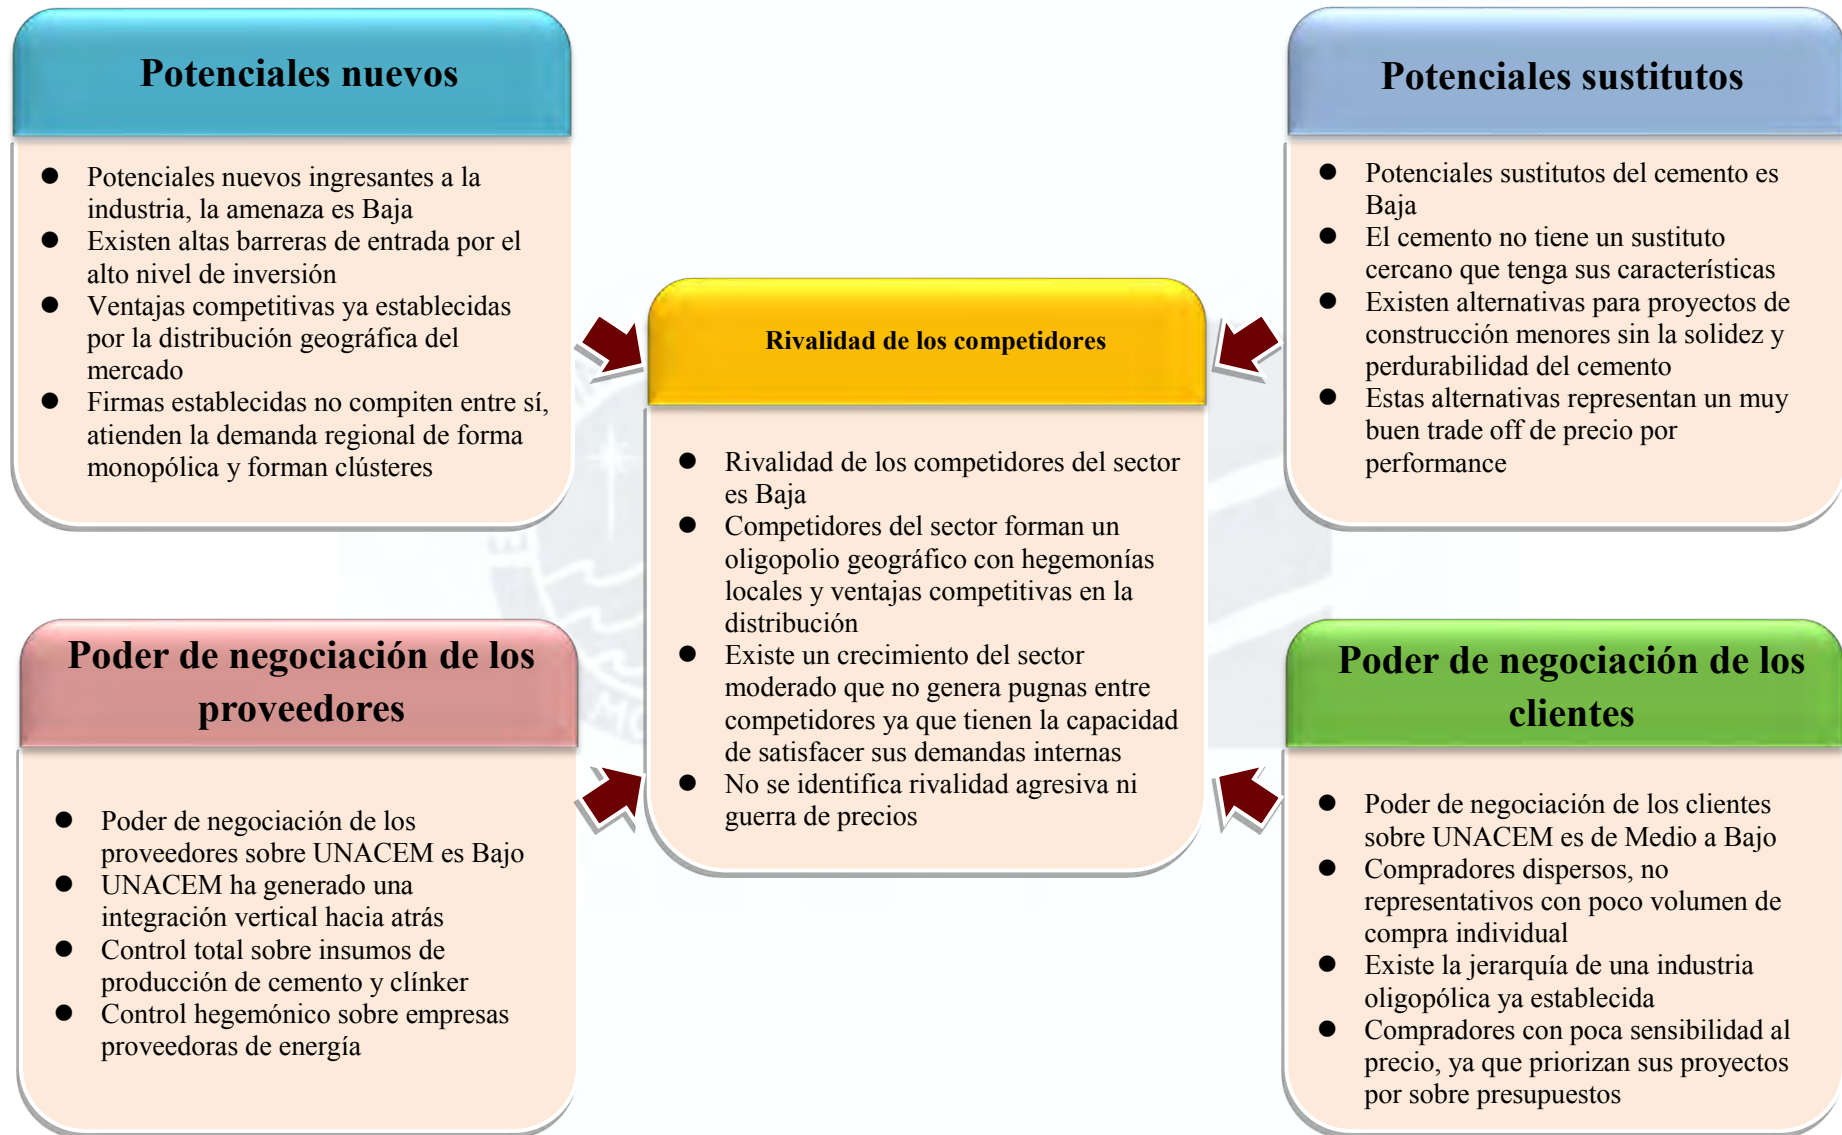 Potenciales nuevos
● Potenciales nuevos ingresantes a la
industria, la amenaza es Baja
● Existen altas barreras de entrada por el
alto nivel de inversión
● Ventajas competitivas ya establecidas
por la distribución geográfica del
mercado
● Firmas establecidas no compiten entre sí,
atienden la demanda regional de forma
monopólica y forman clústeres
Potenciales sustitutos
● Potenciales sustitutos del cemento es
Baja
● El cemento no tiene un sustituto
cercano que tenga sus características
● Existen alternativas para proyectos de
construcción menores sin la solidez y
perdurabilidad del cemento
● Estas alternativas representan un muy
buen trade off de precio por
performance
Rivalidad de los competidores
● Rivalidad de los competidores del sector
es Baja
● Competidores del sector forman un
oligopolio geográfico con hegemonías
locales y ventajas competitivas en la
distribución
● Existe un crecimiento del sector
moderado que no genera pugnas entre
competidores ya que tienen la capacidad
de satisfacer sus demandas internas
● No se identifica rivalidad agresiva ni
guerra de precios
Poder de negociación de los
proveedores
● Poder de negociación de los
proveedores sobre UNACEM es Bajo
● UNACEM ha generado una
integración vertical hacia atrás
● Control total sobre insumos de
producción de cemento y clínker
● Control hegemónico sobre empresas
proveedoras de energía
Poder de negociación de los
clientes
● Poder de negociación de los clientes
sobre UNACEM es de Medio a Bajo
● Compradores dispersos, no
representativos con poco volumen de
compra individual
● Existe la jerarquía de una industria
oligopólica ya establecida
● Compradores con poca sensibilidad al
precio, ya que priorizan sus proyectos
por sobre presupuestos